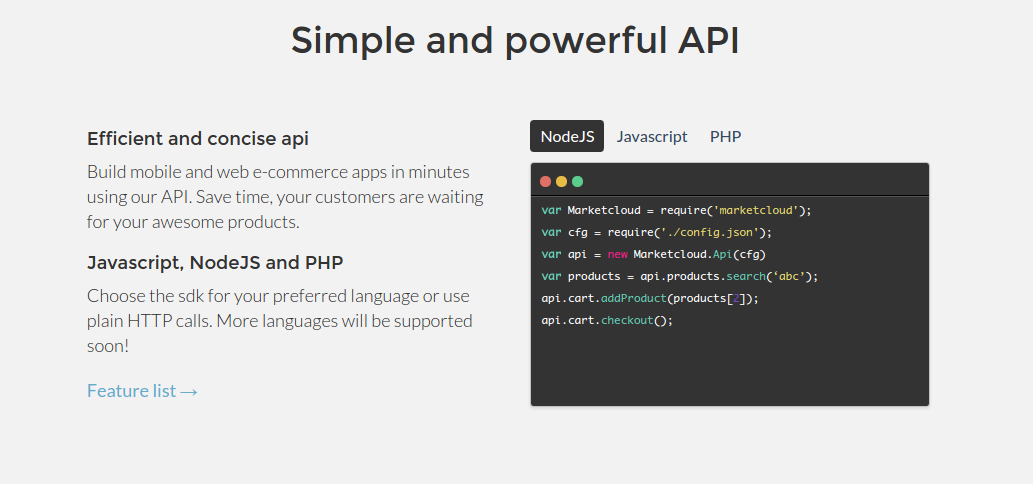 Simple and powerful API
Efficient and concise api
Build mobile and web e-commerce apps in minutes
using our API. Save time, your customers are waiting
for your awesome products.
Javascript, NodeJS and PHP
Choose the sdk for your preferred language or use
plain HTTP calls. More languages will be supported
soon!
Feature list →
NodeJS Javascript PHP
var Marketcloud = require('marketcloud');
var cfg = require('./config.json');
var api = new Marketcloud.Api(cfg)
var products = api.products.search(‘abc’);
api.cart.addProduct(products[2]);
api.cart.checkout();